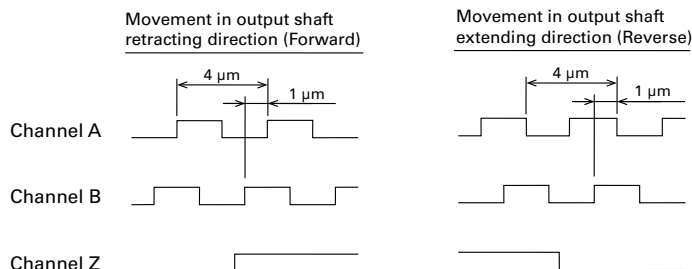 Movement in output shaft
retracting direction (Forward)
Movement in output shaft
extending direction (Reverse)
4 µm
1 µm
4 µm
1 µm
Channel A
Channel B
Channel Z